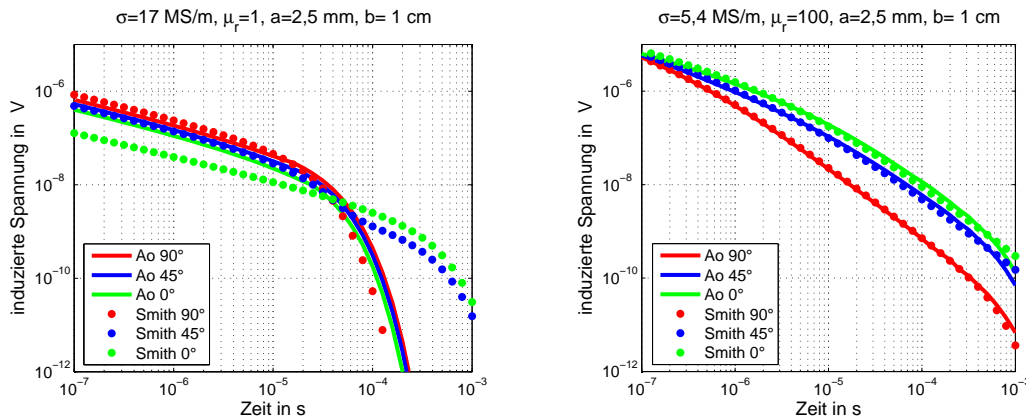 σ=17 MS/m, μr=1, a=2,5 mm, b= 1 cm
induzierte Spannung in V
10⁻⁶
10⁻⁸
10⁻¹⁰
10⁻¹²
Ao 90°
Ao 45°
Ao 0°
Smith 90°
Smith 45°
Smith 0°
10⁻⁷ 10⁻⁶ 10⁻⁵ 10⁻⁴ 10⁻³
Zeit in s
σ=5,4 MS/m, μr=100, a=2,5 mm, b= 1 cm
induzierte Spannung in V
10⁻⁶
10⁻⁸
10⁻¹⁰
10⁻¹²
Ao 90°
Ao 45°
Ao 0°
Smith 90°
Smith 45°
Smith 0°
10⁻⁷ 10⁻⁶ 10⁻⁵ 10⁻⁴ 10⁻³
Zeit in s